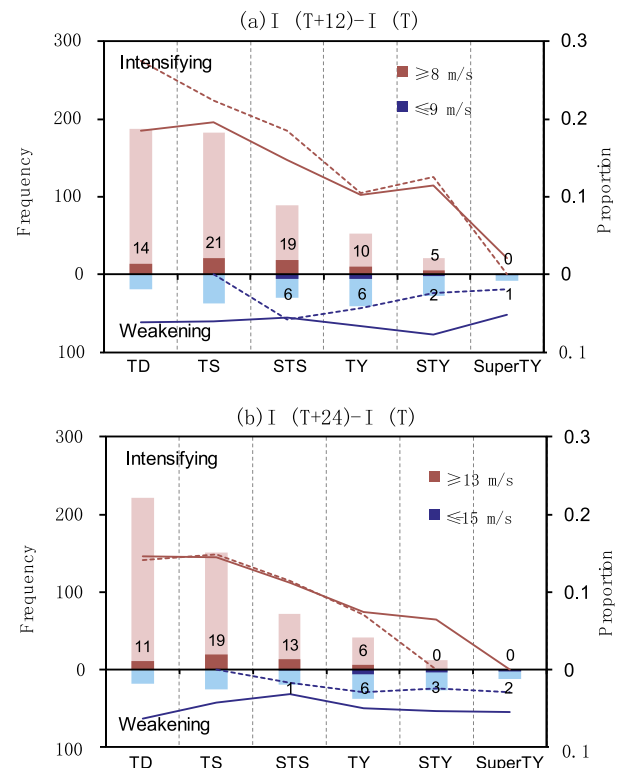 (a) I (T+12)-I (T)
300 0.3
Intensifying
≥8 m/s
≤-9 m/s
200 0.2
Frequency
Proportion
100 0.1
14 21 19 10 5 0
0 0
6 6 2 1
Weakening
100 0.1
TD TS STS TY STY SuperTY
(b) I (T+24)-I (T)
300 0.3
Intensifying
≥13 m/s
≤-15 m/s
200 0.2
Frequency
Proportion
100 0.1
11 19 13 6 0 0
0 0
1 6 3 2
Weakening
100 0.1
TD TS STS TY STY SuperTY